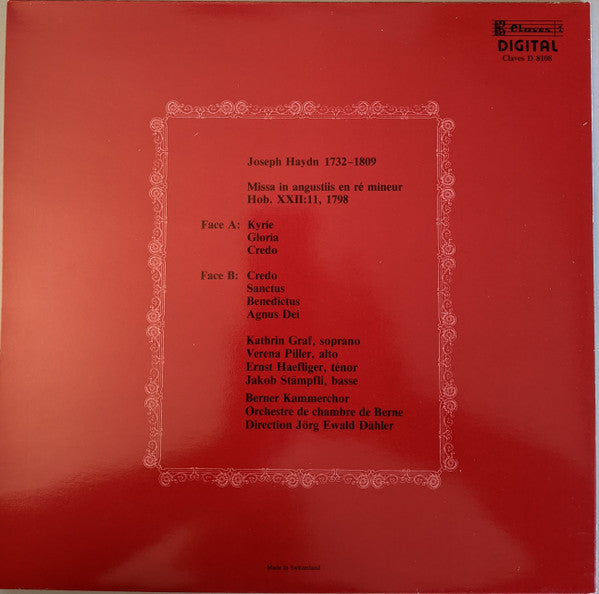 Claves
DIGITAL
Claves D 8108
Joseph Haydn 1732–1809
Missa in angustiis en ré mineur
Hob. XXII:11, 1798
Face A: Kyrie
Gloria
Credo
Face B: Credo
Sanctus
Benedictus
Agnus Dei
Kathrin Graf, soprano
Verena Piller, alto
Ernst Haefliger, ténor
Jakob Stämpfli, basse
Berner Kammerchor
Orchestre de chambre de Berne
Direction Jörg Ewald Dähler
Made in Switzerland